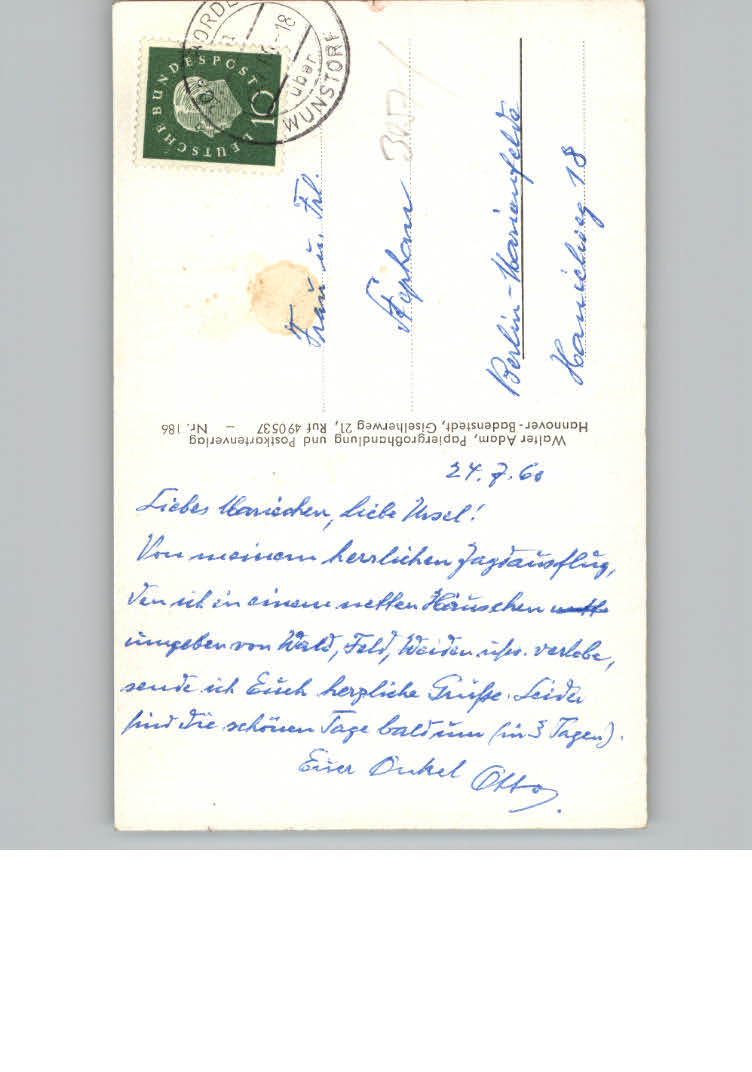 24.7.60
Liebes Mariechen, liebe Ursel!
Von meinem herrlichen Jagdausflug,
den ich in einem netten Häuschen
umgeben von Wald, Feld, Weiden usw. verlebe,
sende ich Euch herzliche Grüße. Leider
sind die schönen Tage bald um (in 3 Tagen).
Euer Onkel Otto.
Frau u. Frl.
Stephan
Berlin-Marienfelde
18
Walter Adam, Papiergroßhandlung und Postkartenverlag
Hannover-Badenstedt, Giselherweg 21, Ruf 490537 – Nr. 186
DEUTSCHE BUNDESPOST
10
-18
über
WUNSTORF